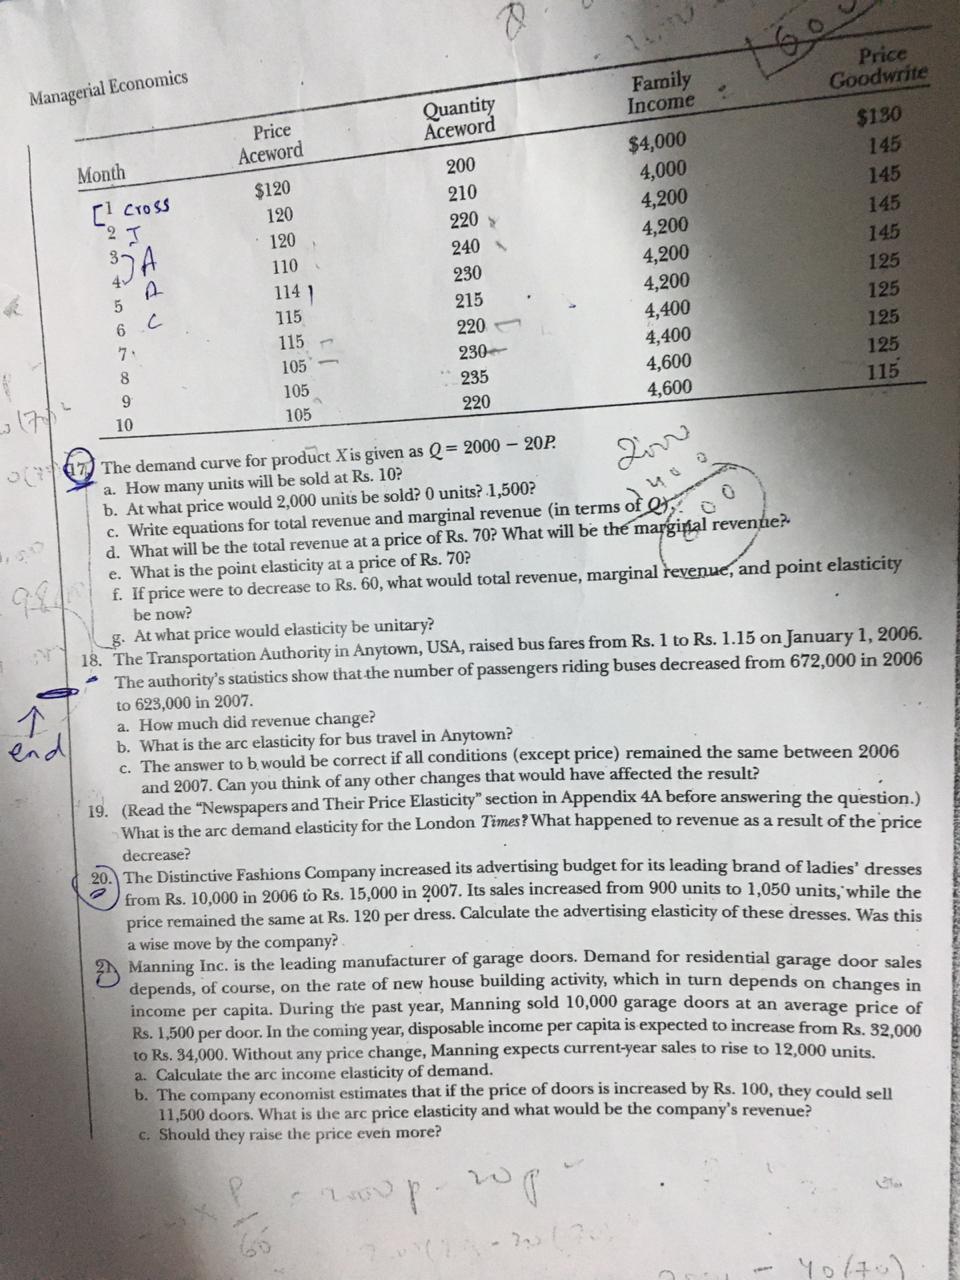 Managerial Economics
Month Price Aceword Quantity Aceword Family Income Price Goodwrite
1 $120 200 $4,000 $130
2 120 210 4,000 145
3 120 220 4,200 145
4 110 240 4,200 145
5 114 230 4,200 145
6 115 215 4,200 125
7 115 220 4,400 125
8 105 230 4,400 125
9 105 235 4,600 125
10 105 220 4,600 115
Cross
I
A
A
C
17. The demand curve for product X is given as Q = 2000 – 20P.
a. How many units will be sold at Rs. 10?
b. At what price would 2,000 units be sold? 0 units? 1,500?
c. Write equations for total revenue and marginal revenue (in terms of Q).
d. What will be the total revenue at a price of Rs. 70? What will be the marginal revenue?
e. What is the point elasticity at a price of Rs. 70?
f. If price were to decrease to Rs. 60, what would total revenue, marginal revenue, and point elasticity
be now?
g. At what price would elasticity be unitary?
18. The Transportation Authority in Anytown, USA, raised bus fares from Rs. 1 to Rs. 1.15 on January 1, 2006.
The authority's statistics show that the number of passengers riding buses decreased from 672,000 in 2006
to 623,000 in 2007.
a. How much did revenue change?
b. What is the arc elasticity for bus travel in Anytown?
c. The answer to b would be correct if all conditions (except price) remained the same between 2006
and 2007. Can you think of any other changes that would have affected the result?
end
19. (Read the “Newspapers and Their Price Elasticity” section in Appendix 4A before answering the question.)
What is the arc demand elasticity for the London Times? What happened to revenue as a result of the price
decrease?
20. The Distinctive Fashions Company increased its advertising budget for its leading brand of ladies' dresses
from Rs. 10,000 in 2006 to Rs. 15,000 in 2007. Its sales increased from 900 units to 1,050 units, while the
price remained the same at Rs. 120 per dress. Calculate the advertising elasticity of these dresses. Was this
a wise move by the company?
21. Manning Inc. is the leading manufacturer of garage doors. Demand for residential garage door sales
depends, of course, on the rate of new house building activity, which in turn depends on changes in
income per capita. During the past year, Manning sold 10,000 garage doors at an average price of
Rs. 1,500 per door. In the coming year, disposable income per capita is expected to increase from Rs. 32,000
to Rs. 34,000. Without any price change, Manning expects current-year sales to rise to 12,000 units.
a. Calculate the arc income elasticity of demand.
b. The company economist estimates that if the price of doors is increased by Rs. 100, they could sell
11,500 doors. What is the arc price elasticity and what would be the company's revenue?
c. Should they raise the price even more?